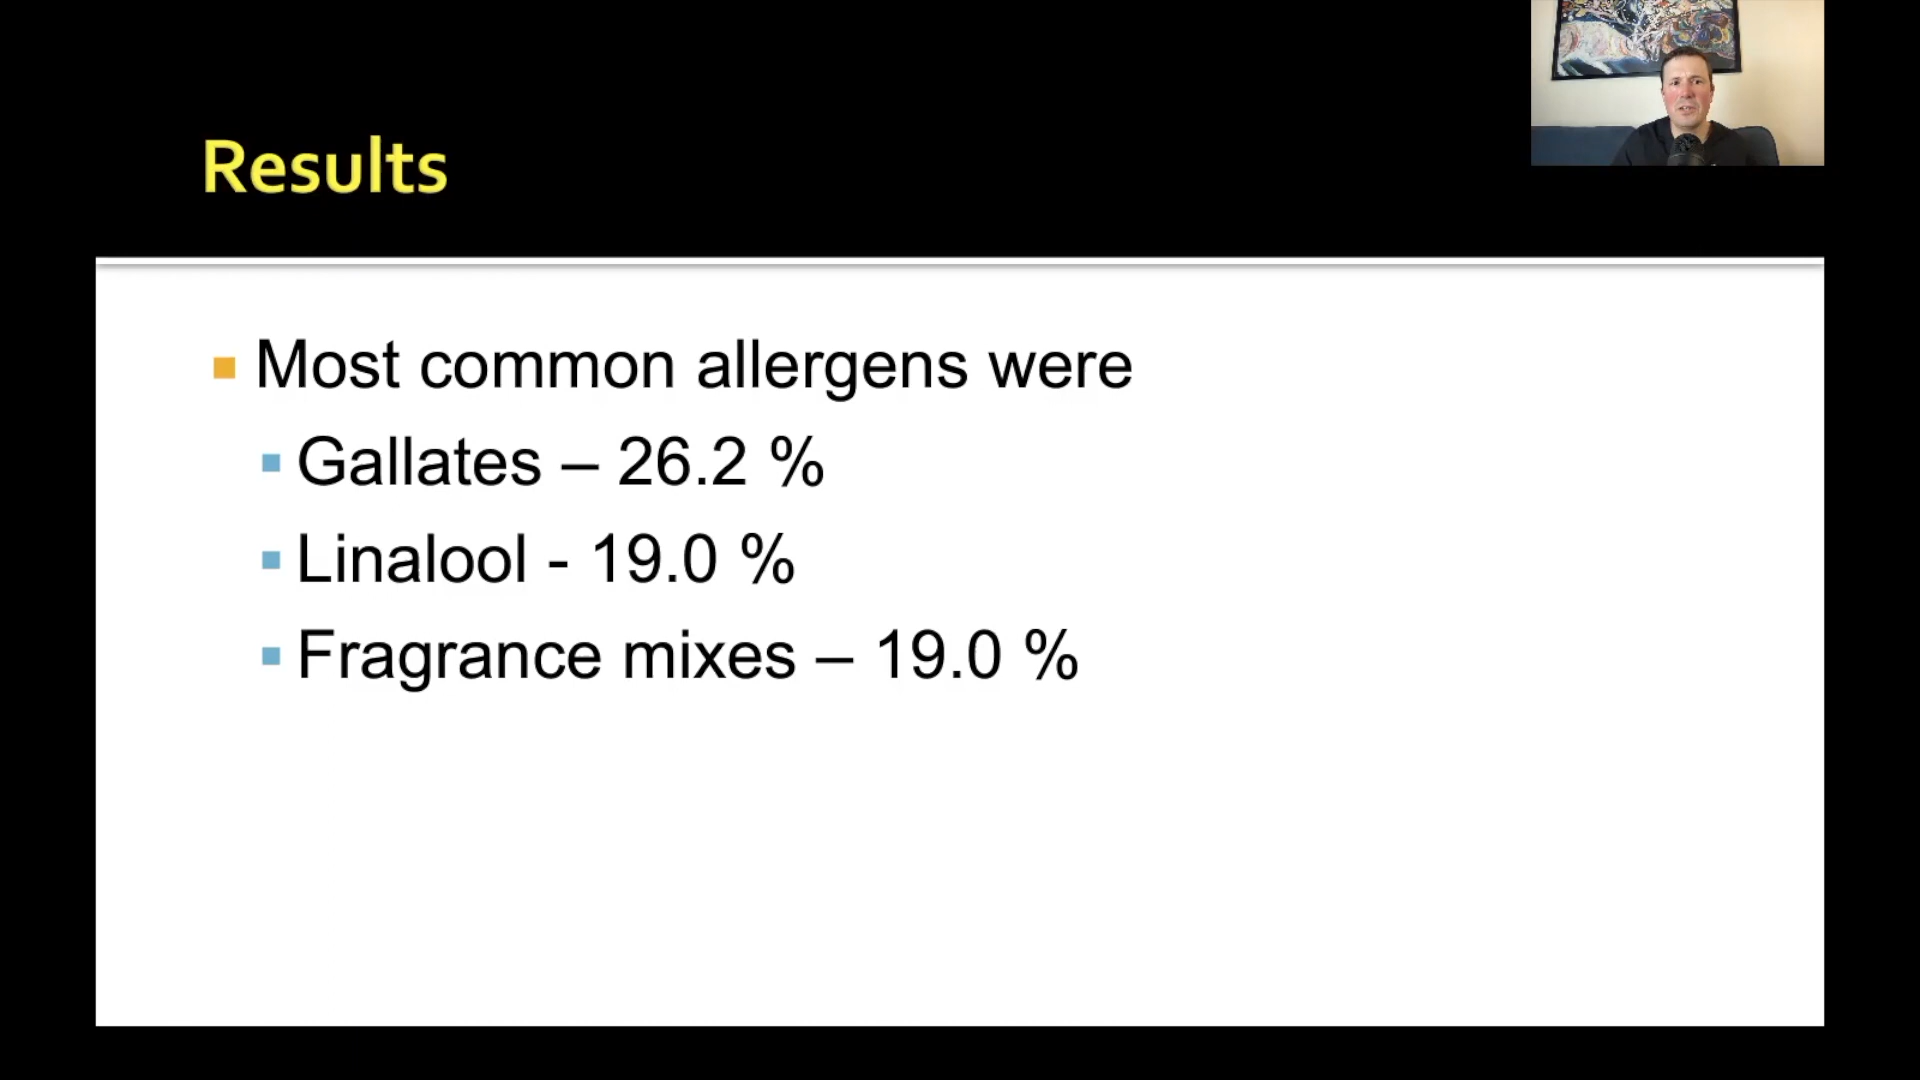 Results
Most common allergens were
Gallates – 26.2 %
Linalool - 19.0 %
Fragrance mixes – 19.0 %